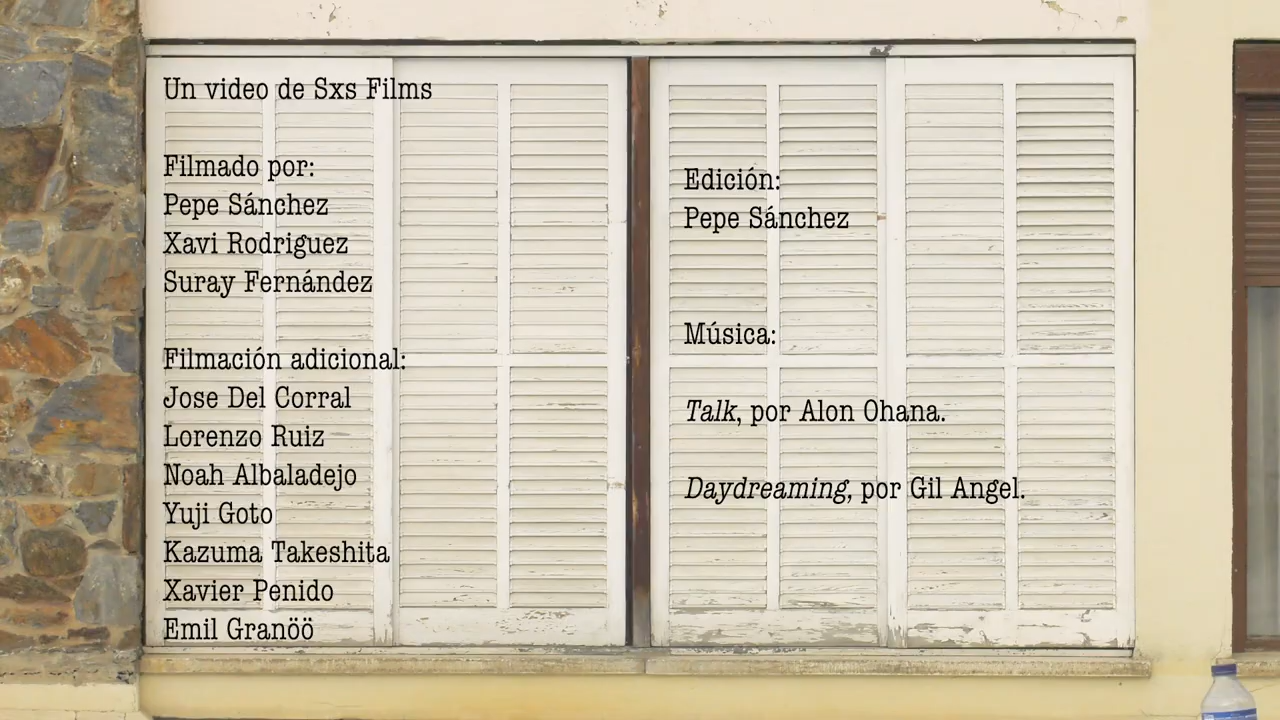 Un video de Sxs Films
Filmado por:
Pepe Sánchez
Xavi Rodriguez
Suray Fernández
Filmación adicional:
Jose Del Corral
Lorenzo Ruiz
Noah Albaladejo
Yuji Goto
Kazuma Takeshita
Xavier Penido
Emil Granöö
Edición:
Pepe Sánchez
Música:
Talk, por Alon Ohana.
Daydreaming, por Gil Angel.